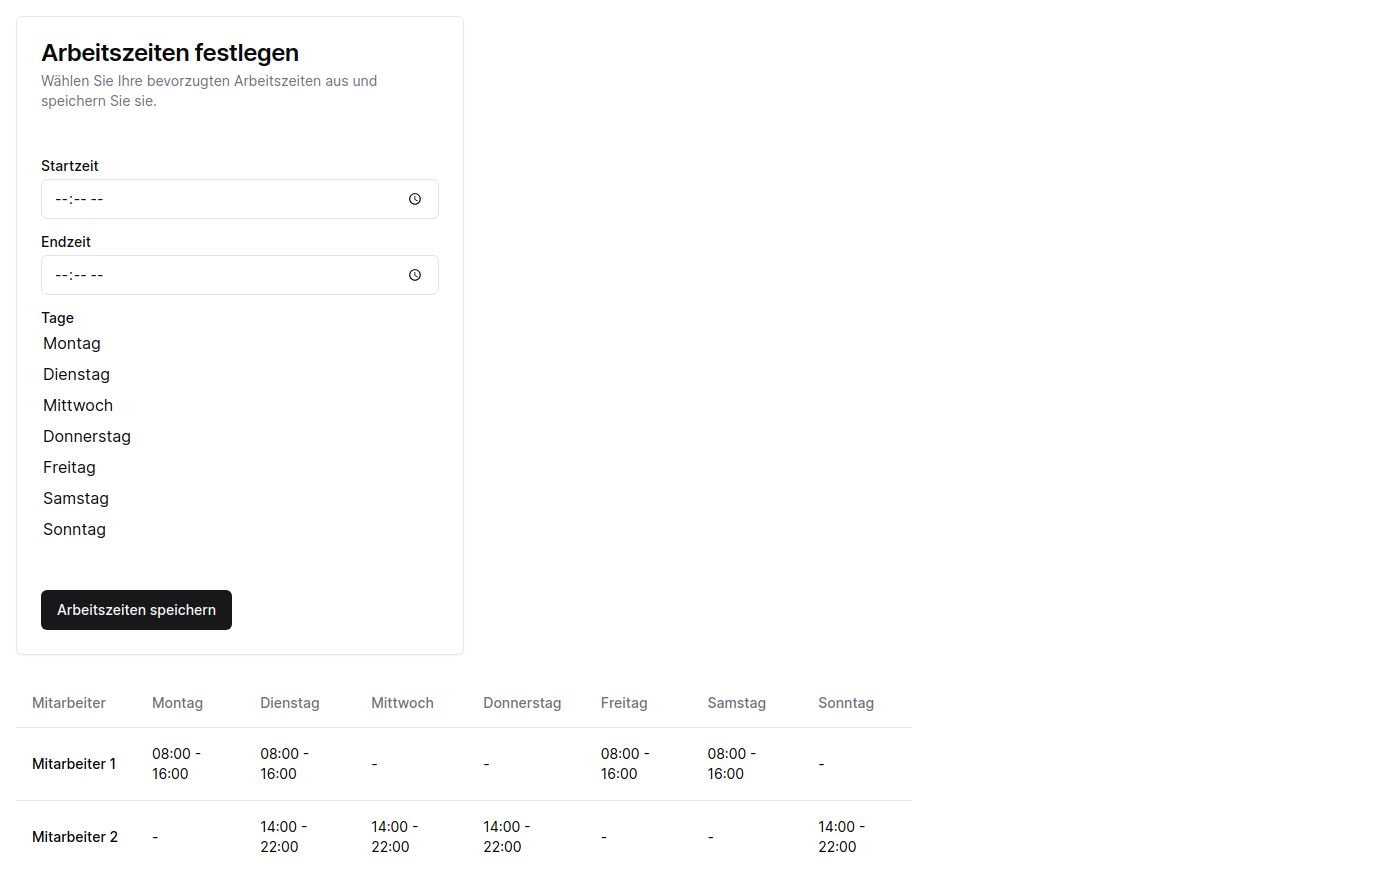 Arbeitszeiten festlegen
Wählen Sie Ihre bevorzugten Arbeitszeiten aus und
speichern Sie sie.
Startzeit
--:-- --
Endzeit
--:-- --
Tage
Montag
Dienstag
Mittwoch
Donnerstag
Freitag
Samstag
Sonntag
Arbeitszeiten speichern
Mitarbeiter Montag Dienstag Mittwoch Donnerstag Freitag Samstag Sonntag
Mitarbeiter 1 08:00 - 16:00 08:00 - 16:00 - - 08:00 - 16:00 08:00 - 16:00 -
Mitarbeiter 2 - 14:00 - 22:00 14:00 - 22:00 14:00 - 22:00 - - 14:00 - 22:00